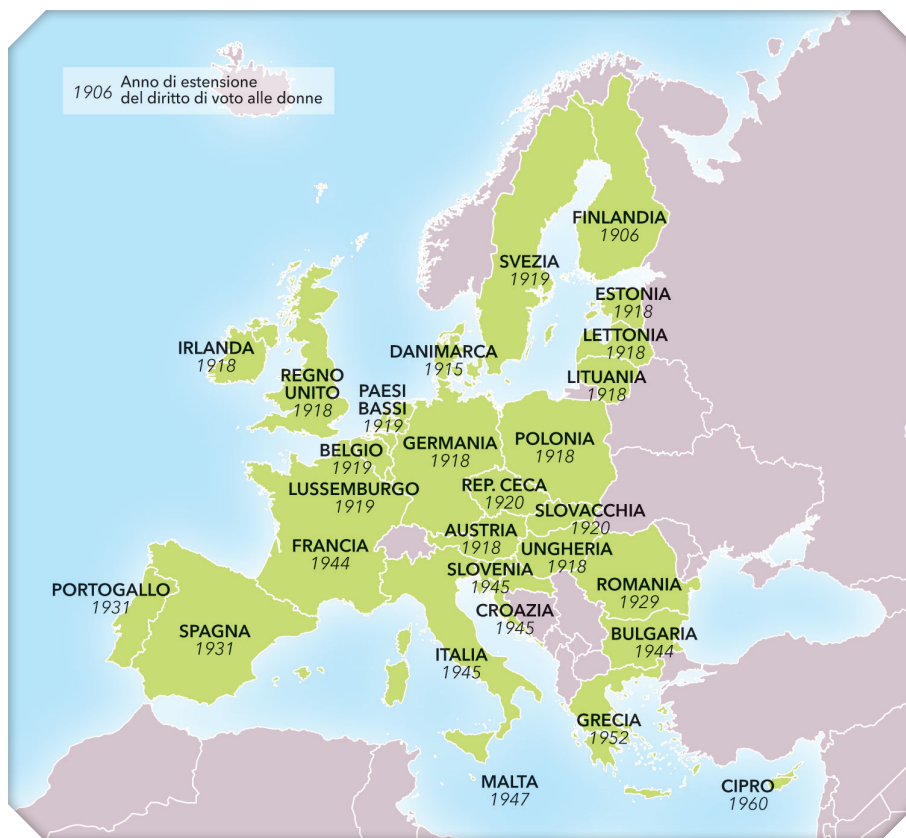 1906 Anno di estensione
del diritto di voto alle donne
FINLANDIA
1906
SVEZIA
1919
ESTONIA
1918
LETTONIA
1918
LITUANIA
1918
IRLANDA
1918
REGNO
UNITO
1918
DANIMARCA
1915
PAESI
BASSI
1919
BELGIO
1919
GERMANIA
1918
POLONIA
1918
LUSSEMBURGO
1919
REP. CECA
1920
SLOVACCHIA
1920
AUSTRIA
1918
UNGHERIA
1918
FRANCIA
1944
SLOVENIA
1945
ROMANIA
1929
CROAZIA
1945
PORTOGALLO
1931
SPAGNA
1931
BULGARIA
1944
ITALIA
1945
GRECIA
1952
MALTA
1947
CIPRO
1960